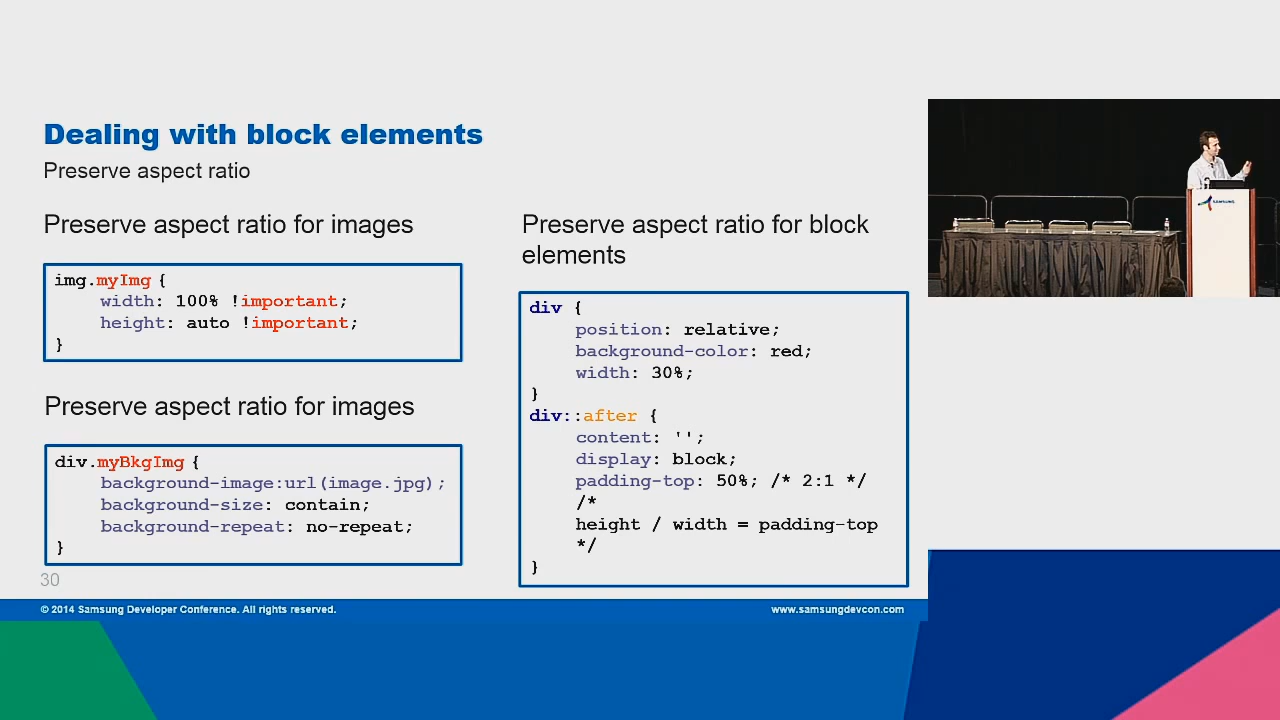 Dealing with block elements
Preserve aspect ratio
Preserve aspect ratio for images
img.myImg {
width: 100% !important;
height: auto !important;
}
Preserve aspect ratio for images
div.myBkgImg {
background-image:url(image.jpg);
background-size: contain;
background-repeat: no-repeat;
}
Preserve aspect ratio for block
elements
div {
position: relative;
background-color: red;
width: 30%;
}
div::after {
content: '';
display: block;
padding-top: 50%; /* 2:1 */
/*
height / width = padding-top
*/
}
30
© 2014 Samsung Developer Conference. All rights reserved.
www.samsungdevcon.com
SAMSUNG